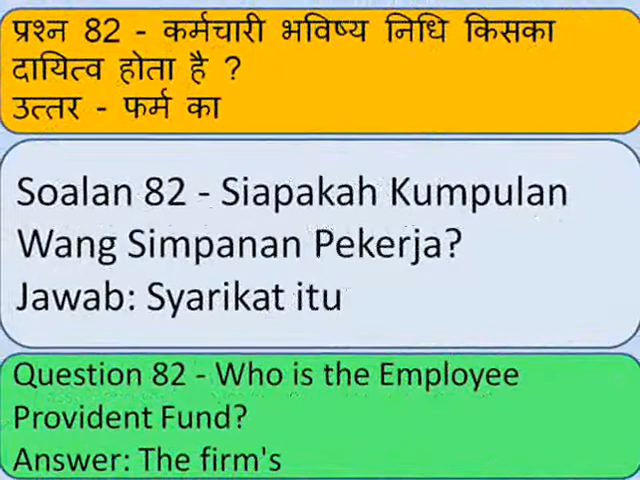 प्रश्न 82 - कर्मचारी भविष्य निधि किसका
दायित्व होता है ?
उत्तर - फर्म का
Soalan 82 - Siapakah Kumpulan
Wang Simpanan Pekerja?
Jawab: Syarikat itu
Question 82 - Who is the Employee
Provident Fund?
Answer: The firm's